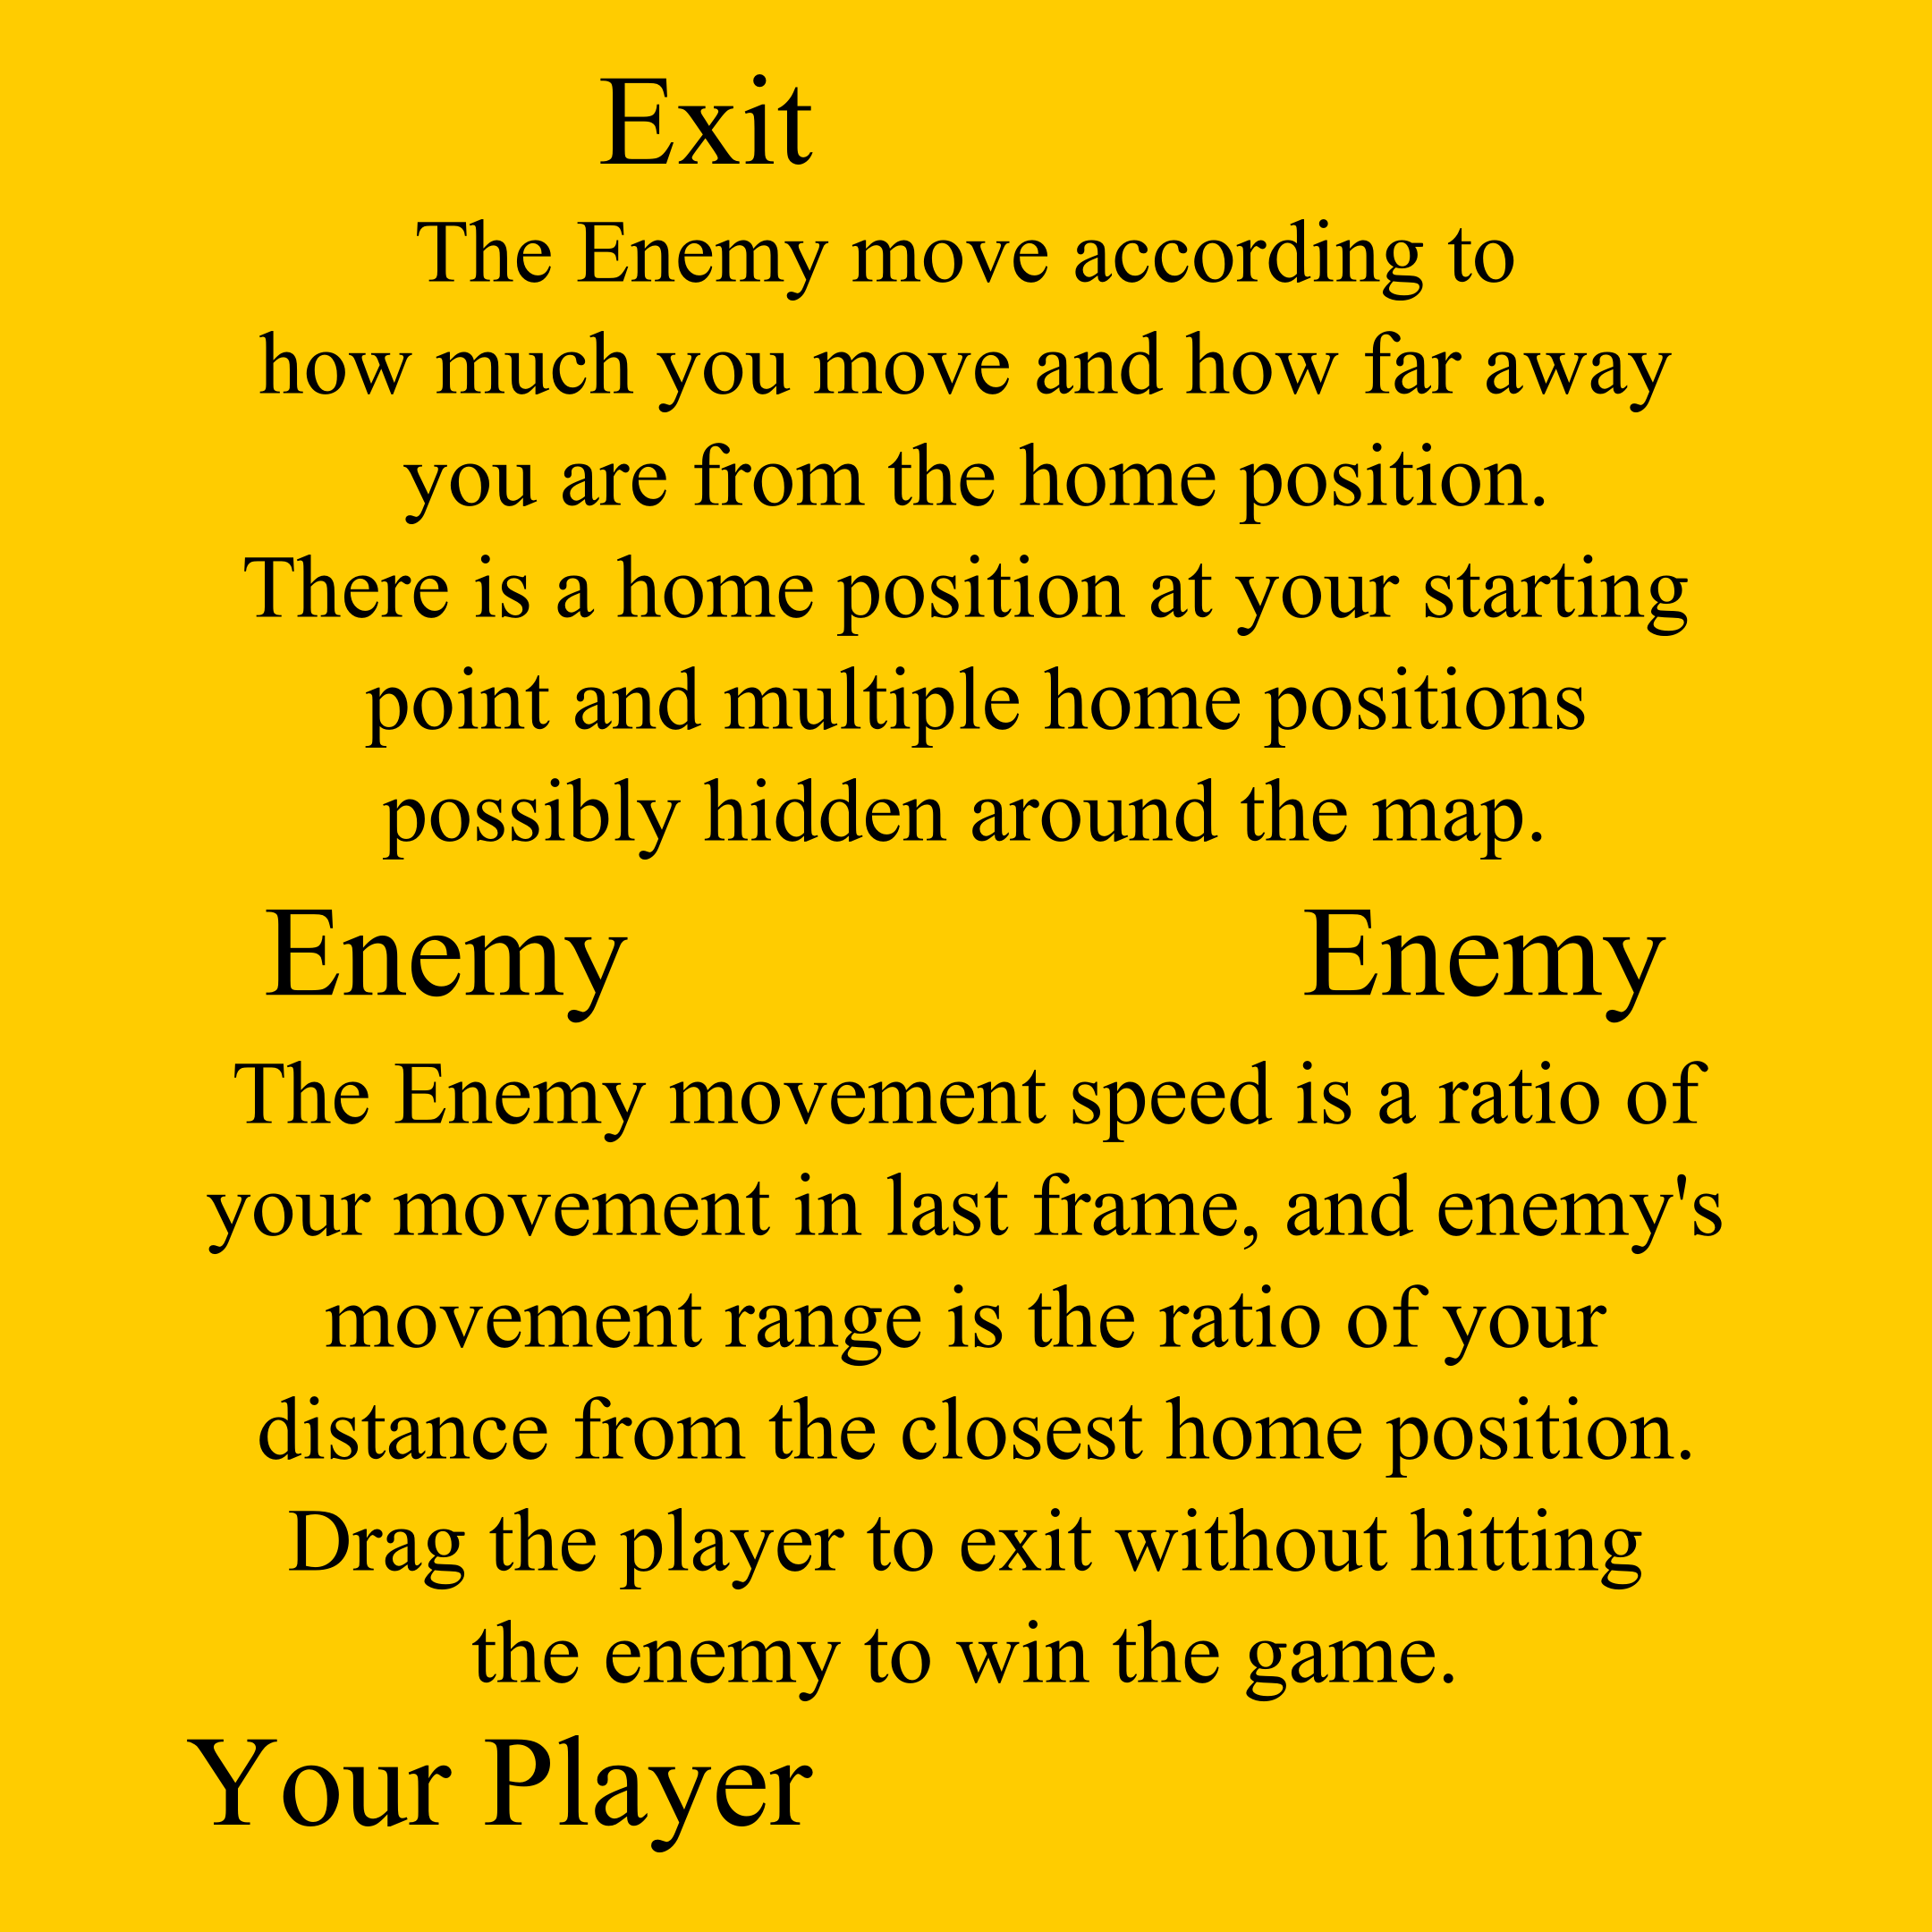 Exit
The Enemy move according to
how much you move and how far away
you are from the home position.
There is a home position at your starting
point and multiple home positions
possibly hidden around the map.
Enemy Enemy
The Enemy movement speed is a ratio of
your movement in last frame, and enemy's
movement range is the ratio of your
distance from the closest home position.
Drag the player to exit without hitting
the enemy to win the game.
Your Player